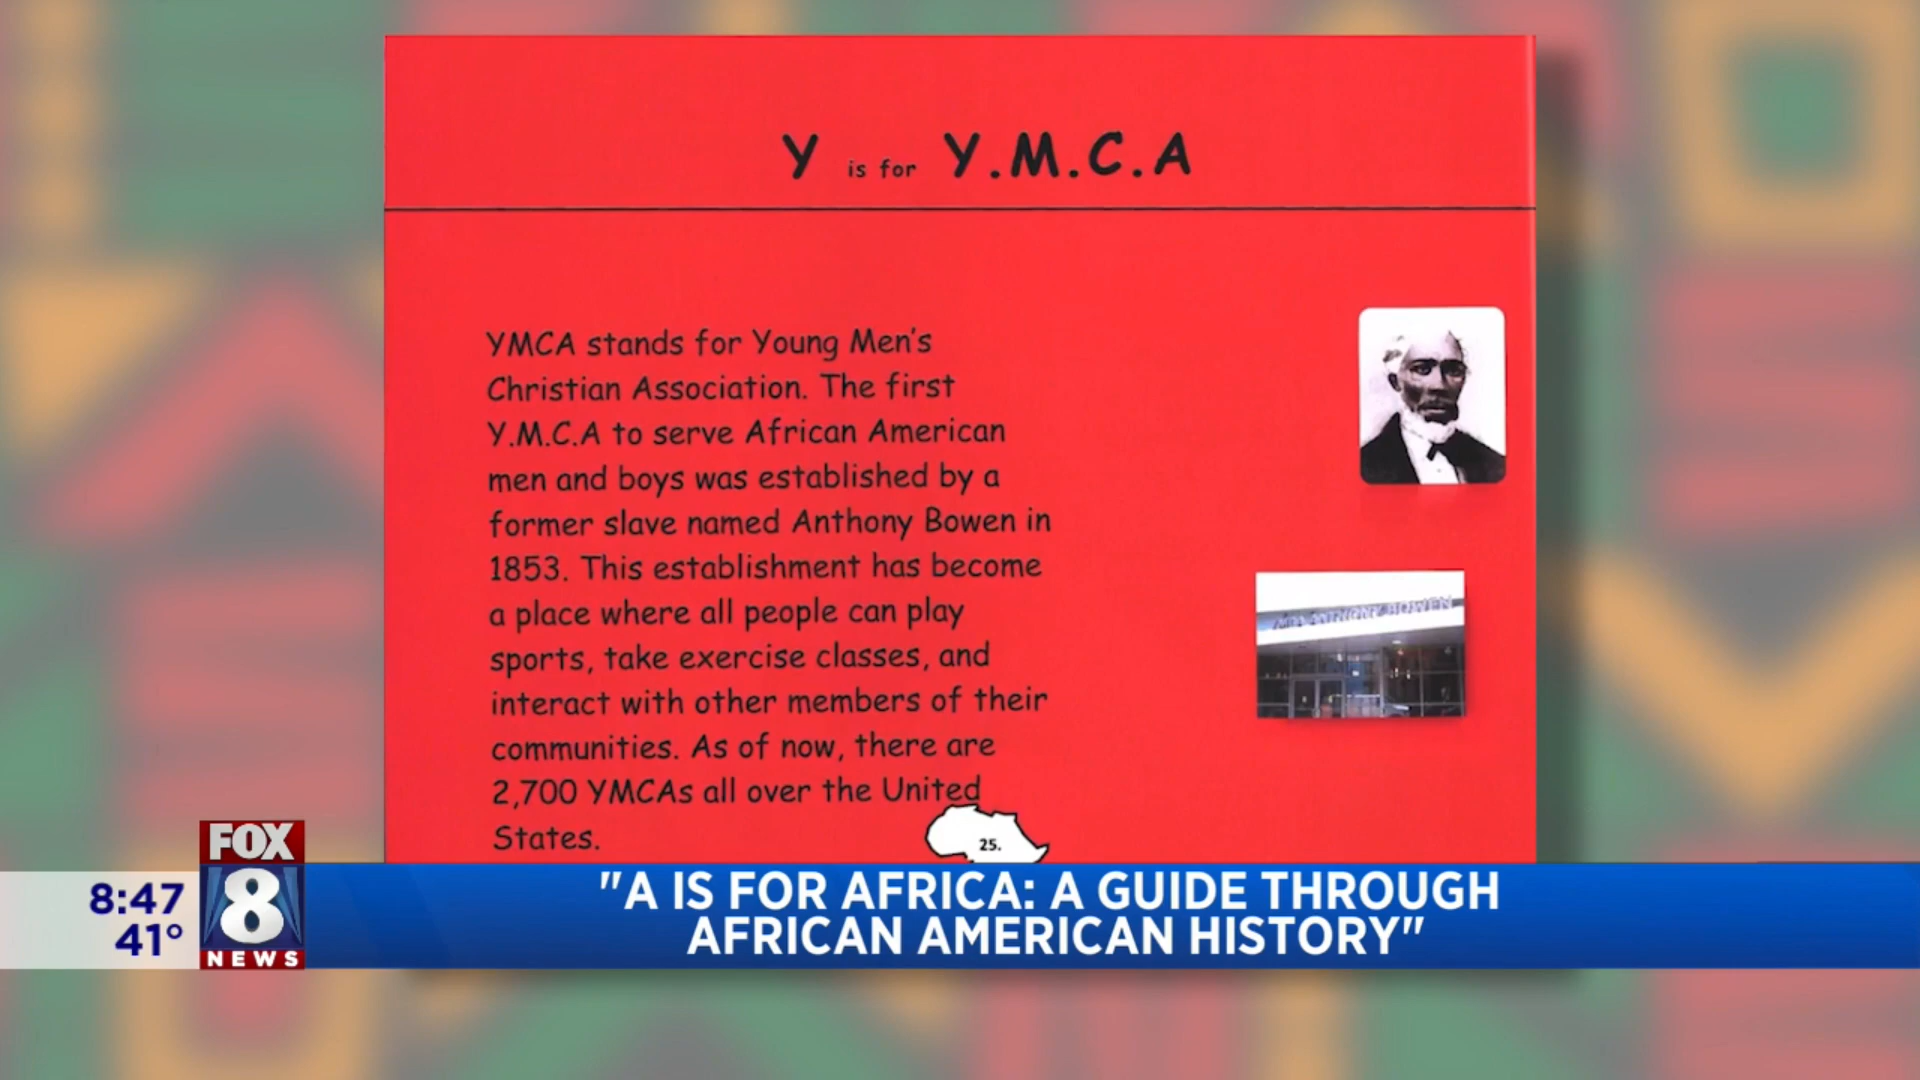 Y is for Y.M.C.A
YMCA stands for Young Men's
Christian Association. The first
Y.M.C.A to serve African American
men and boys was established by a
former slave named Anthony Bowen in
1853. This establishment has become
a place where all people can play
sports, take exercise classes, and
interact with other members of their
communities. As of now, there are
2,700 YMCAs all over the United
States.
ANTHONY BOWEN
25.
8:47
41°
FOX
8
NEWS
"A IS FOR AFRICA: A GUIDE THROUGH
AFRICAN AMERICAN HISTORY"